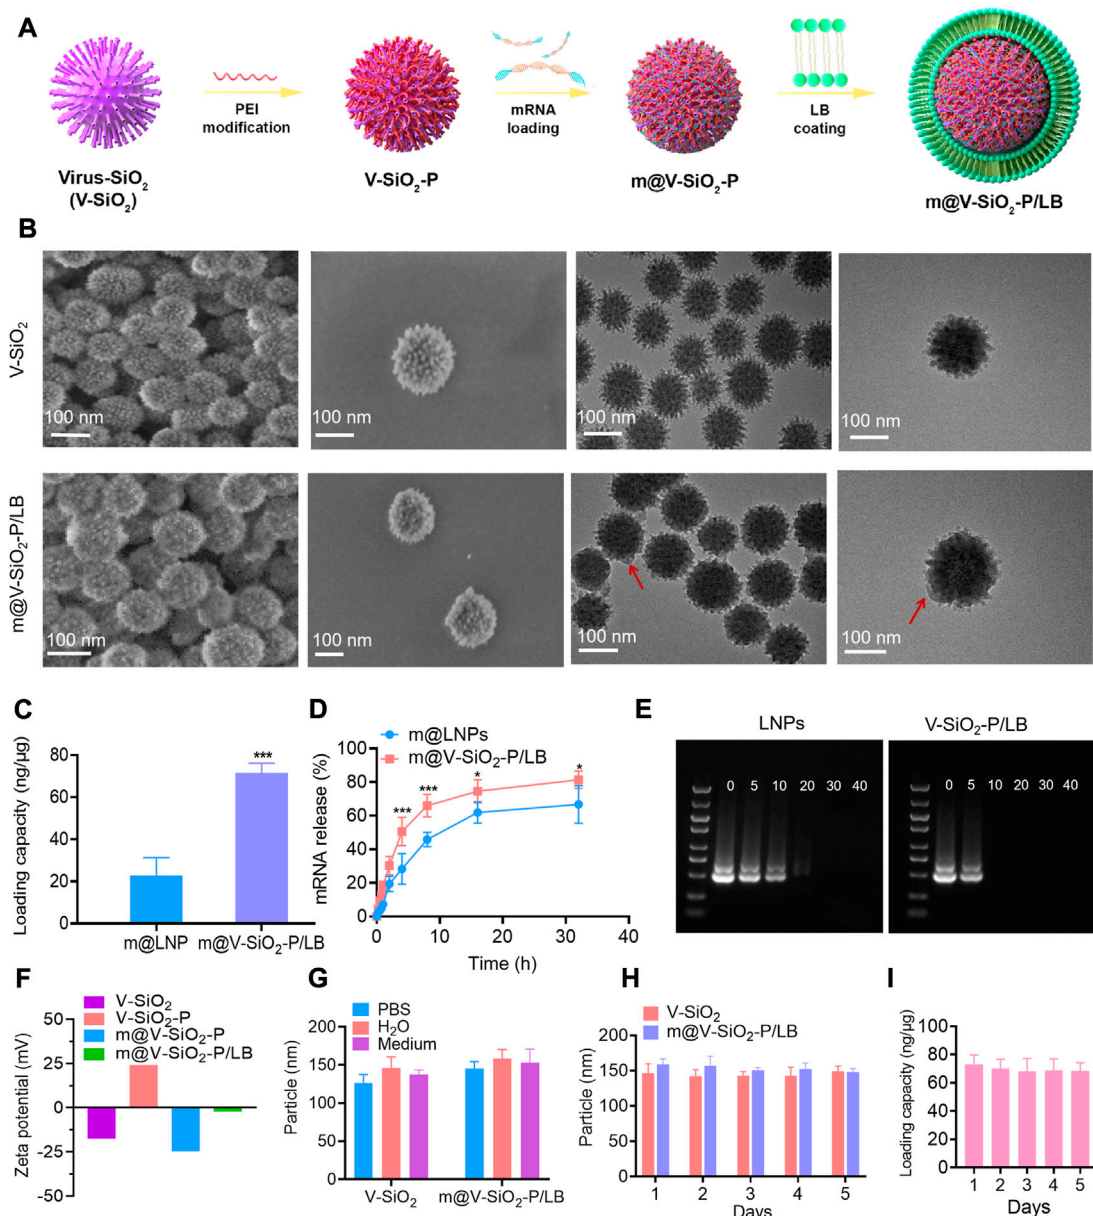 A
PEI
modification
mRNA
loading
LB
coating
Virus-SiO2
(V-SiO2)
V-SiO2-P
m@V-SiO2-P
m@V-SiO2-P/LB
B
V-SiO2
100 nm
100 nm
100 nm
100 nm
m@V-SiO2-P/LB
100 nm
100 nm
100 nm
100 nm
C
Loading capacity (ng/μg)
80
60
40
20
0
***
m@LNP
m@V-SiO2-P/LB
D
m@LNPs
m@V-SiO2-P/LB
mRNA release (%)
100
80
60
40
20
0
***
***
*
*
0
10
20
30
40
Time (h)
E
LNPs
0 5 10 20 30 40
V-SiO2-P/LB
0 5 10 20 30 40
F
V-SiO2
V-SiO2-P
m@V-SiO2-P
m@V-SiO2-P/LB
Zeta potential (mV)
50
25
0
-25
-50
G
PBS
H2O
Medium
Particle (nm)
200
150
100
50
0
V-SiO2
m@V-SiO2-P/LB
H
V-SiO2
m@V-SiO2-P/LB
Particle (nm)
200
150
100
50
0
1 2 3 4 5
Days
I
Loading capacity (ng/μg)
100
80
60
40
20
0
1 2 3 4 5
Days